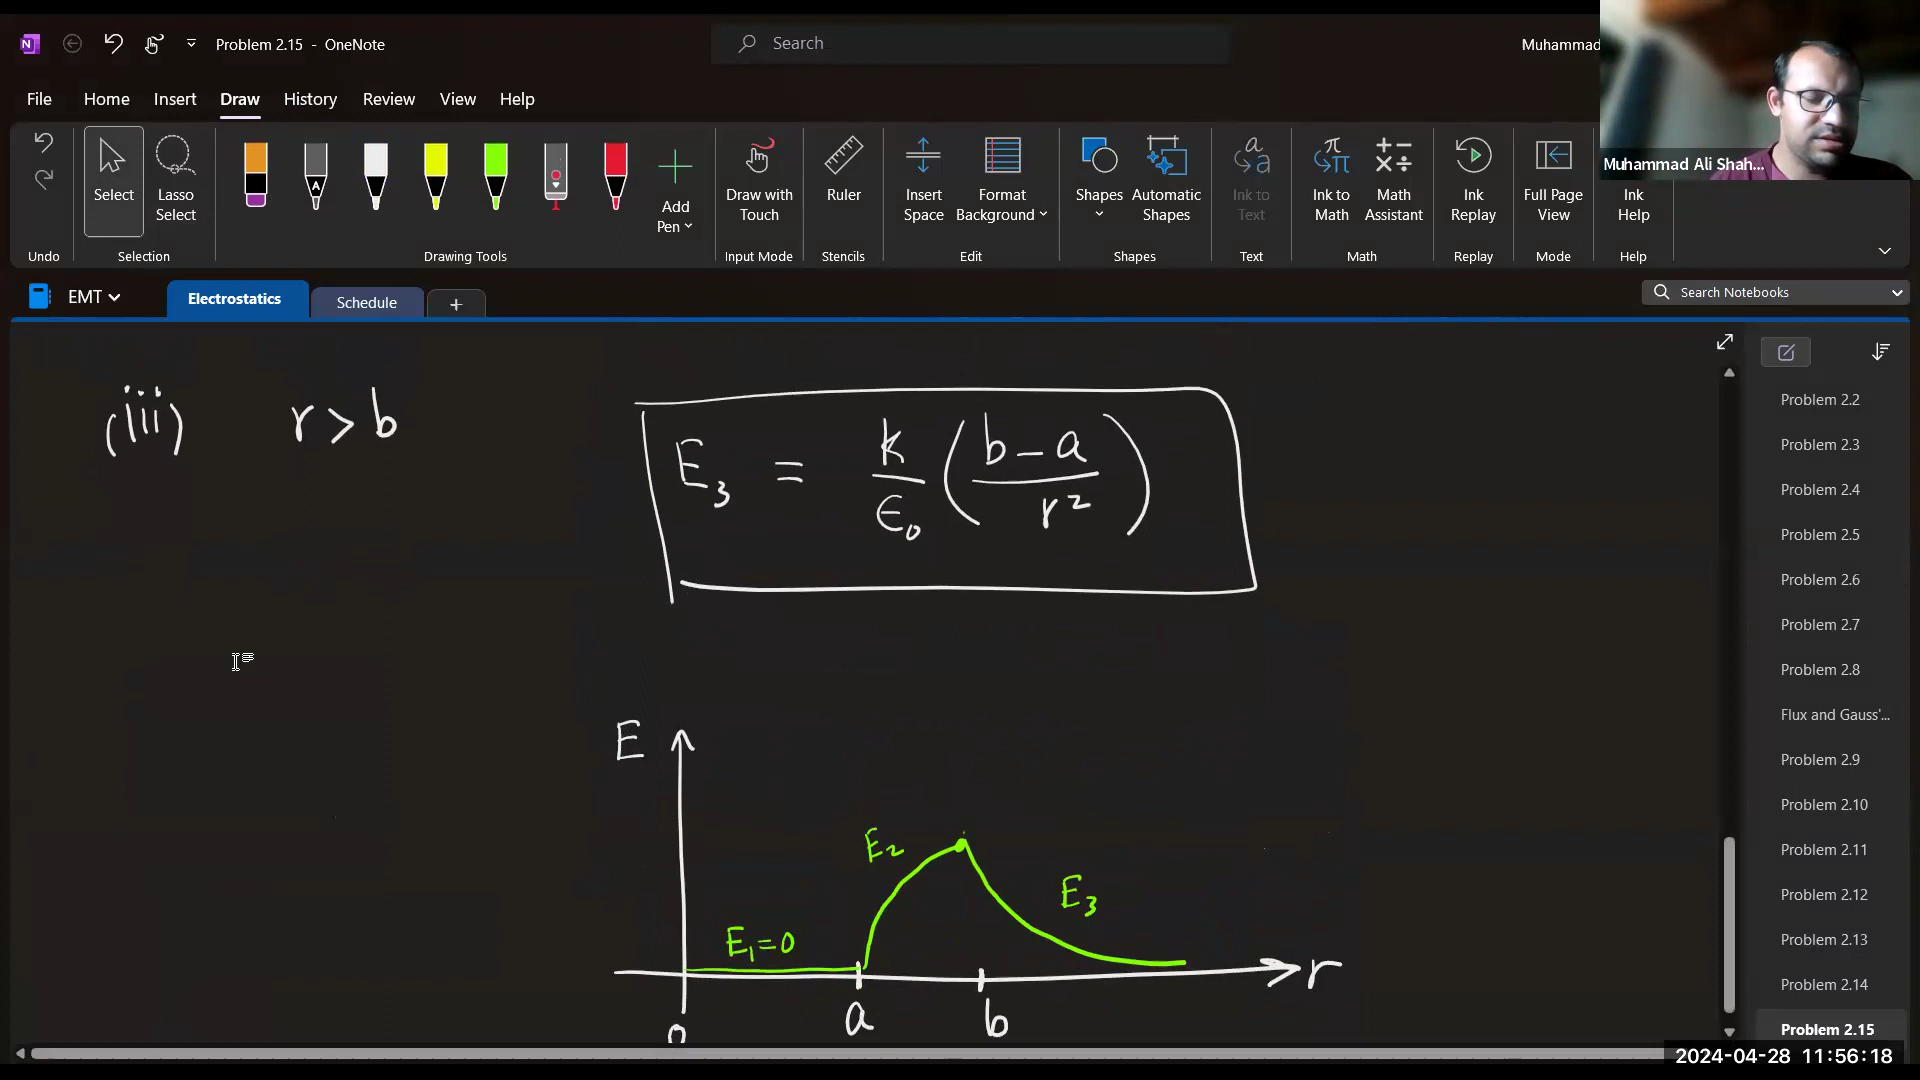 Problem 2.15 - OneNote
Search
Muhammad
File Home Insert Draw History Review View Help
Muhammad Ali Shah...
Select
Lasso Select
Add Pen
Draw with Touch
Ruler
Insert Space
Format Background
Shapes
Automatic Shapes
Ink to Text
Ink to Math
Math Assistant
Ink Replay
Full Page View
Ink Help
Undo Selection Drawing Tools Input Mode Stencils Edit Shapes Text Math Replay Mode Help
EMT
Electrostatics
Schedule
+
Search Notebooks
(iii) r > b
E₃ = k/ϵ₀ ((b - a)/r²)
E
E₂
E₃
E₁=0
r
a
b
0
Problem 2.2
Problem 2.3
Problem 2.4
Problem 2.5
Problem 2.6
Problem 2.7
Problem 2.8
Flux and Gauss'...
Problem 2.9
Problem 2.10
Problem 2.11
Problem 2.12
Problem 2.13
Problem 2.14
Problem 2.15
2024-04-28 11:56:18